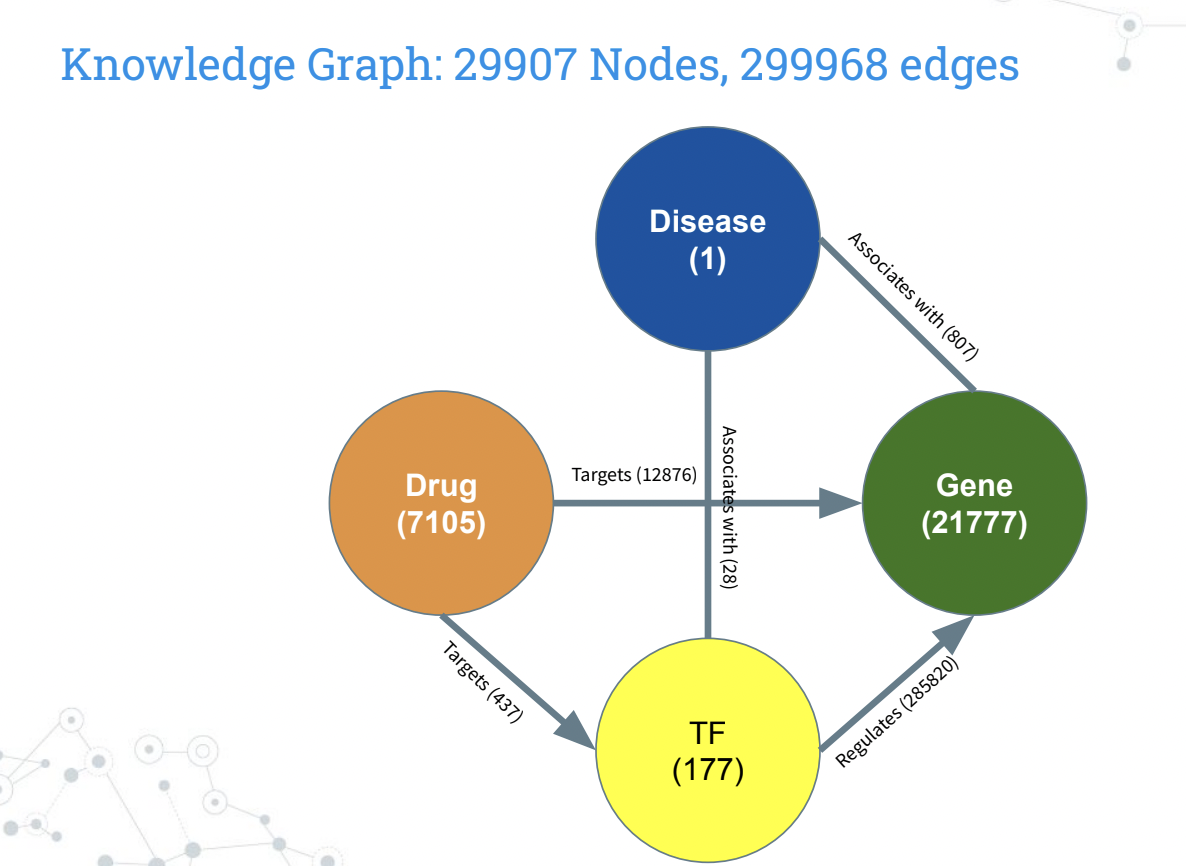 Knowledge Graph: 29907 Nodes, 299968 edges
Disease
(1)
Associates with (807)
Drug
(7105)
Targets (12876)
Associates with (28)
Gene
(21777)
Targets (437)
TF
(177)
Regulates (285820)